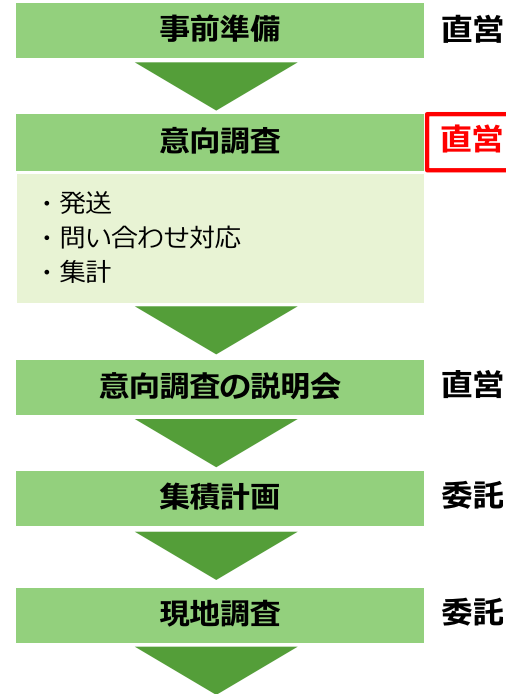 事前準備 直営
意向調査 直営
・発送
・問い合わせ対応
・集計
意向調査の説明会 直営
集積計画 委託
現地調査 委託